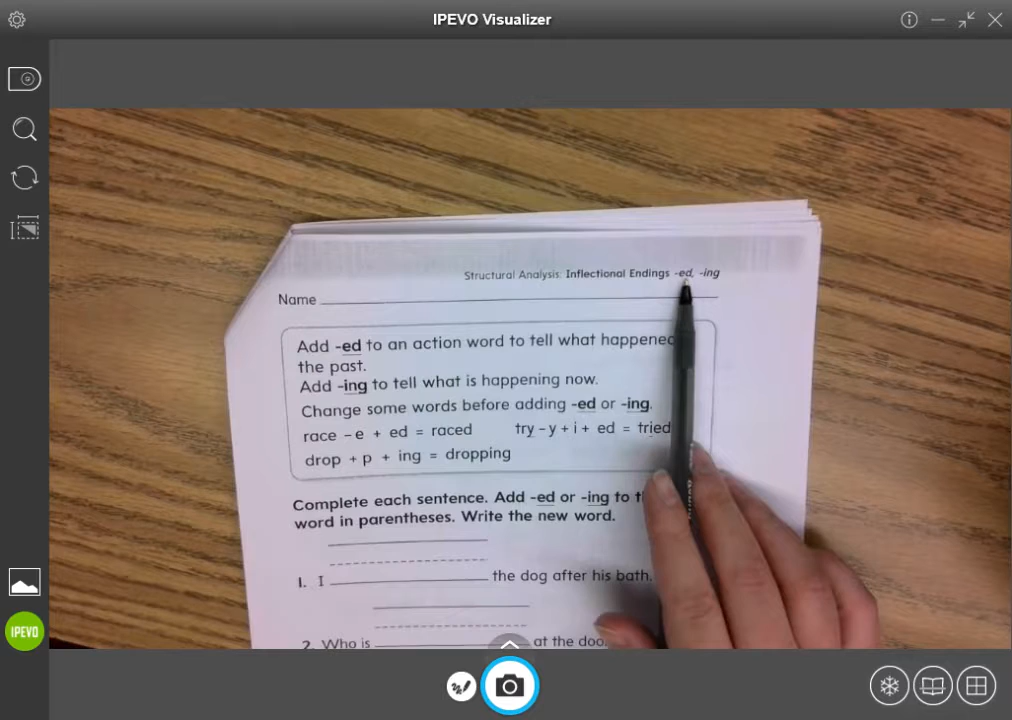 IPEVO Visualizer
Structural Analysis: Inflectional Endings -ed, -ing
Name
Add -ed to an action word to tell what happened
the past.
Add -ing to tell what is happening now.
Change some words before adding -ed or -ing.
race – e + ed = raced try – y + i + ed = tried
drop + p + ing = dropping
Complete each sentence. Add -ed or -ing to
word in parentheses. Write the new word.
1. I the dog after his bath.
2. Who is at the
IPEVO